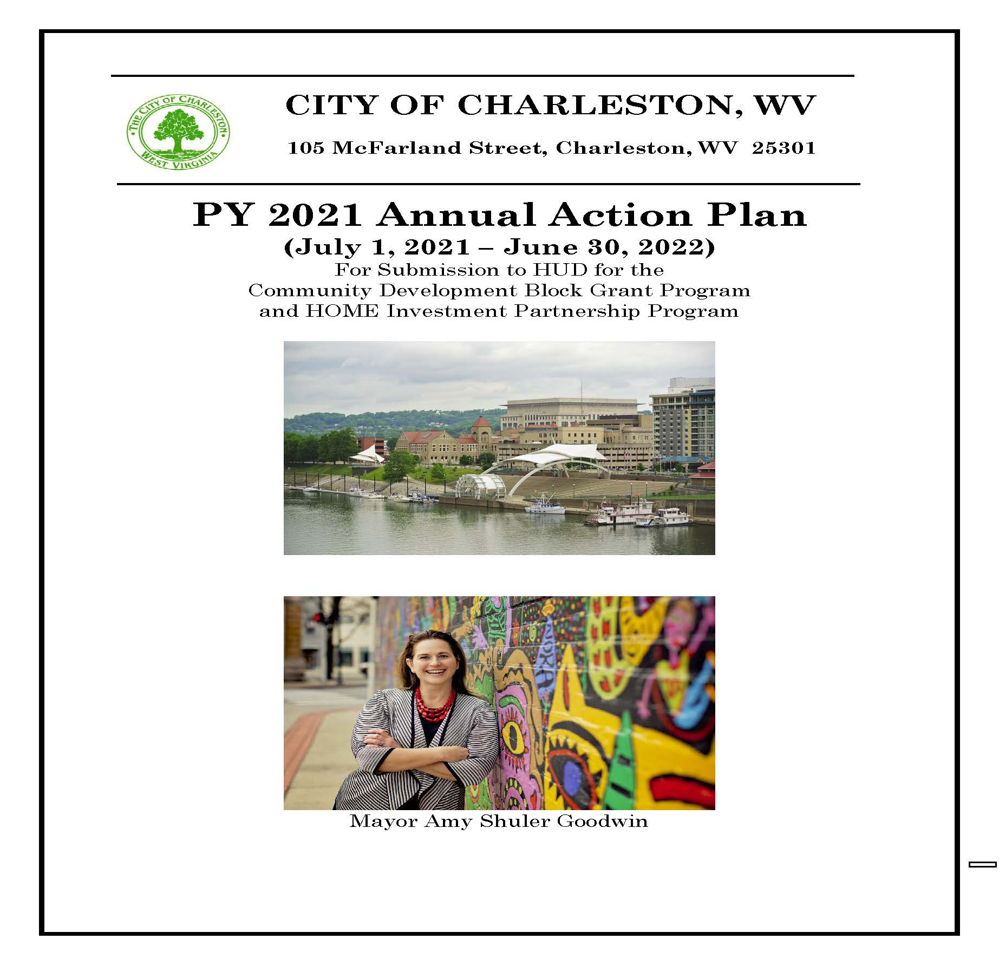 THE CITY OF CHARLESTON
WEST VIRGINIA
CITY OF CHARLESTON, WV
105 McFarland Street, Charleston, WV 25301
PY 2021 Annual Action Plan
(July 1, 2021 – June 30, 2022)
For Submission to HUD for the
Community Development Block Grant Program
and HOME Investment Partnership Program
Mayor Amy Shuler Goodwin